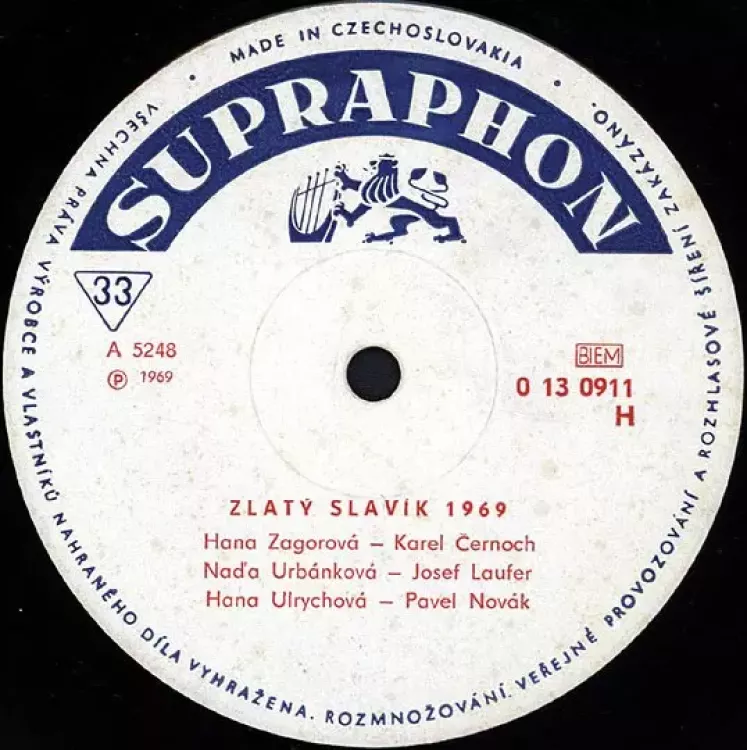 MADE IN CZECHOSLOVAKIA
SUPRAPHON
33
A 5248
Ⓟ 1969
BIEM
0 13 0911
H
ZLATÝ SLAVÍK 1969
Hana Zagorová – Karel Černoch
Naďa Urbánková – Josef Laufer
Hana Ulrychová – Pavel Novák
VŠECHNA PRÁVA VÝROBCE A VLASTNÍKŮ NAHRANÉHO DÍLA VYHRAŽENA. ROZMNOŽOVÁNÍ. VEŘEJNÉ PROVOZOVÁNÍ A ROZHLASOVÉ ŠÍŘENÍ ZAKÁZÁNO.